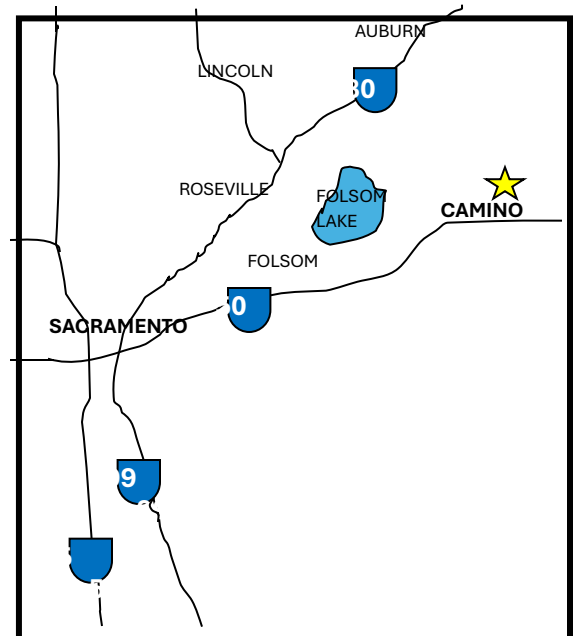 AUBURN
LINCOLN
ROSEVILLE
FOLSOM
LAKE
CAMINO
FOLSOM
SACRAMENTO